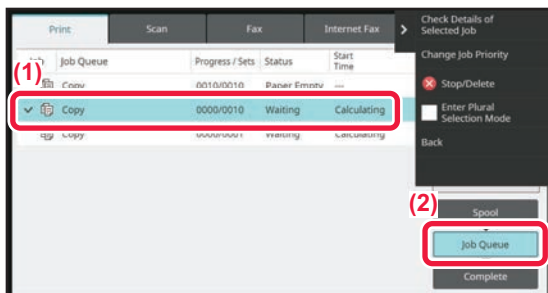 Print Scan Fax Internet Fax
Check Details of
Selected Job
(1)
Job Queue Progress / Sets Status Start
Time
Change Job Priority
Copy 0010/0010 Paper Empty ---
Stop/Delete
Copy 0000/0010 Waiting Calculating
Enter Plural
Selection Mode
Copy 0000/0001 Waiting Calculating
Back
(2)
Spool
Job Queue
Complete